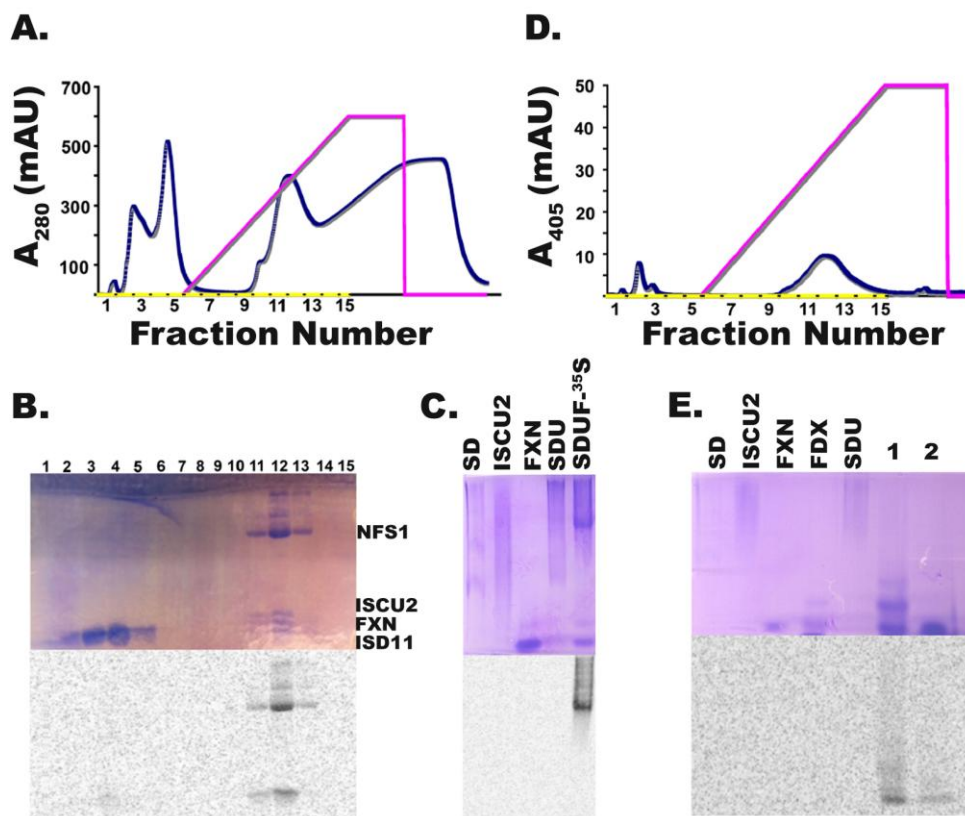 A.
A280 (mAU)
700
500
300
100
1 3 5 7 9 11 13 15
Fraction Number
D.
A405 (mAU)
50
40
30
20
10
1 3 5 7 9 11 13 15
Fraction Number
B.
1 2 3 4 5 6 7 8 9 10 11 12 13 14 15
NFS1
ISCU2
FXN
ISD11
C.
SD
ISCU2
FXN
SDU
SDUF-³⁵S
E.
SD
ISCU2
FXN
FDX
SDU
1
2